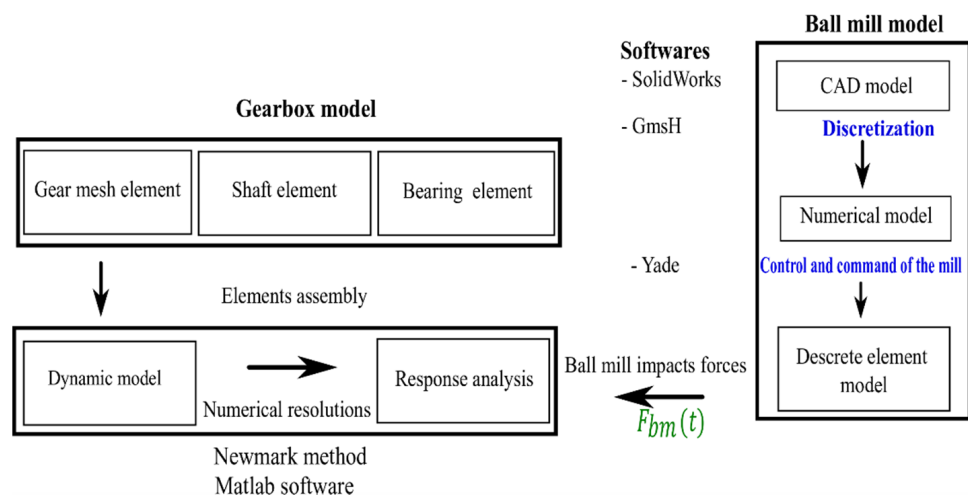 Ball mill model
Softwares
- SolidWorks
- GmsH
- Yade
CAD model
Discretization
Numerical model
Control and command of the mill
Descrete element
model
Gearbox model
Gear mesh element
Shaft element
Bearing element
Elements assembly
Dynamic model
Numerical resolutions
Response analysis
Newmark method
Matlab software
Ball mill impacts forces
F_bm(t)